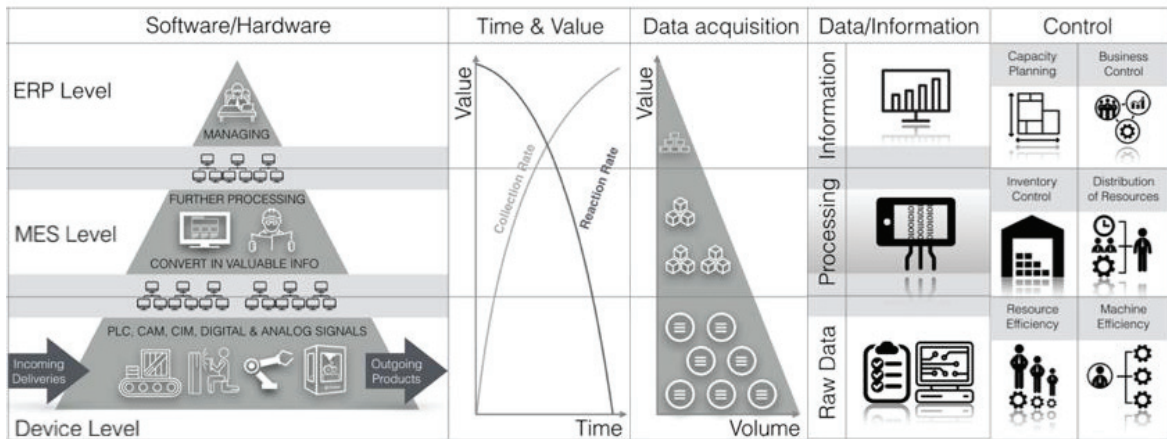 Software/Hardware
Time & Value
Data acquisition
Data/Information
Control
ERP Level
MANAGING
MES Level
FURTHER PROCESSING
CONVERT IN VALUABLE INFO
PLC, CAM, CIM, DIGITAL & ANALOG SIGNALS
Incoming
Deliveries
Outgoing
Products
Device Level
Value
Collection Rate
Reaction Rate
Time
Value
Volume
Information
Processing
Raw Data
Capacity
Planning
Business
Control
Inventory
Control
Distribution
of Resources
Resource
Efficiency
Machine
Efficiency